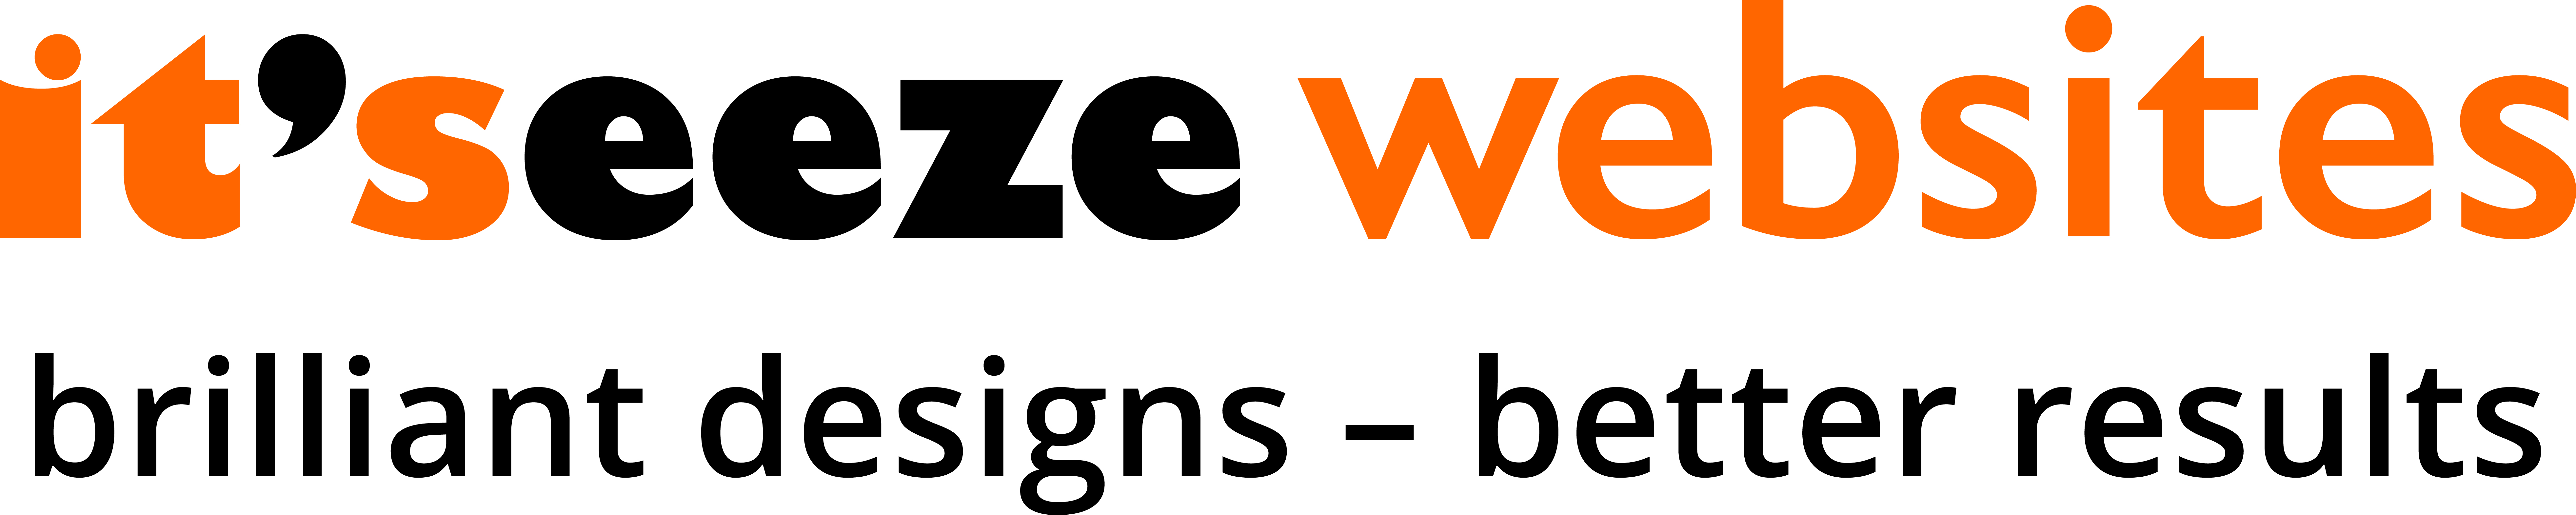 it’seeze websites
brilliant designs – better results